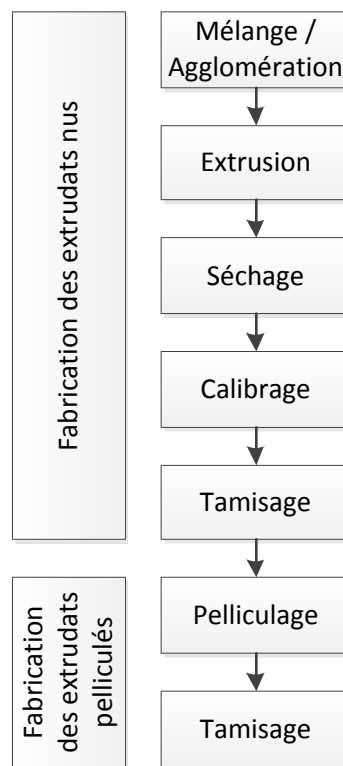 Fabrication des extrudats nus
Mélange /
Agglomération
Extrusion
Séchage
Calibrage
Tamisage
Fabrication
des extrudats
pelliculés
Pelliculage
Tamisage